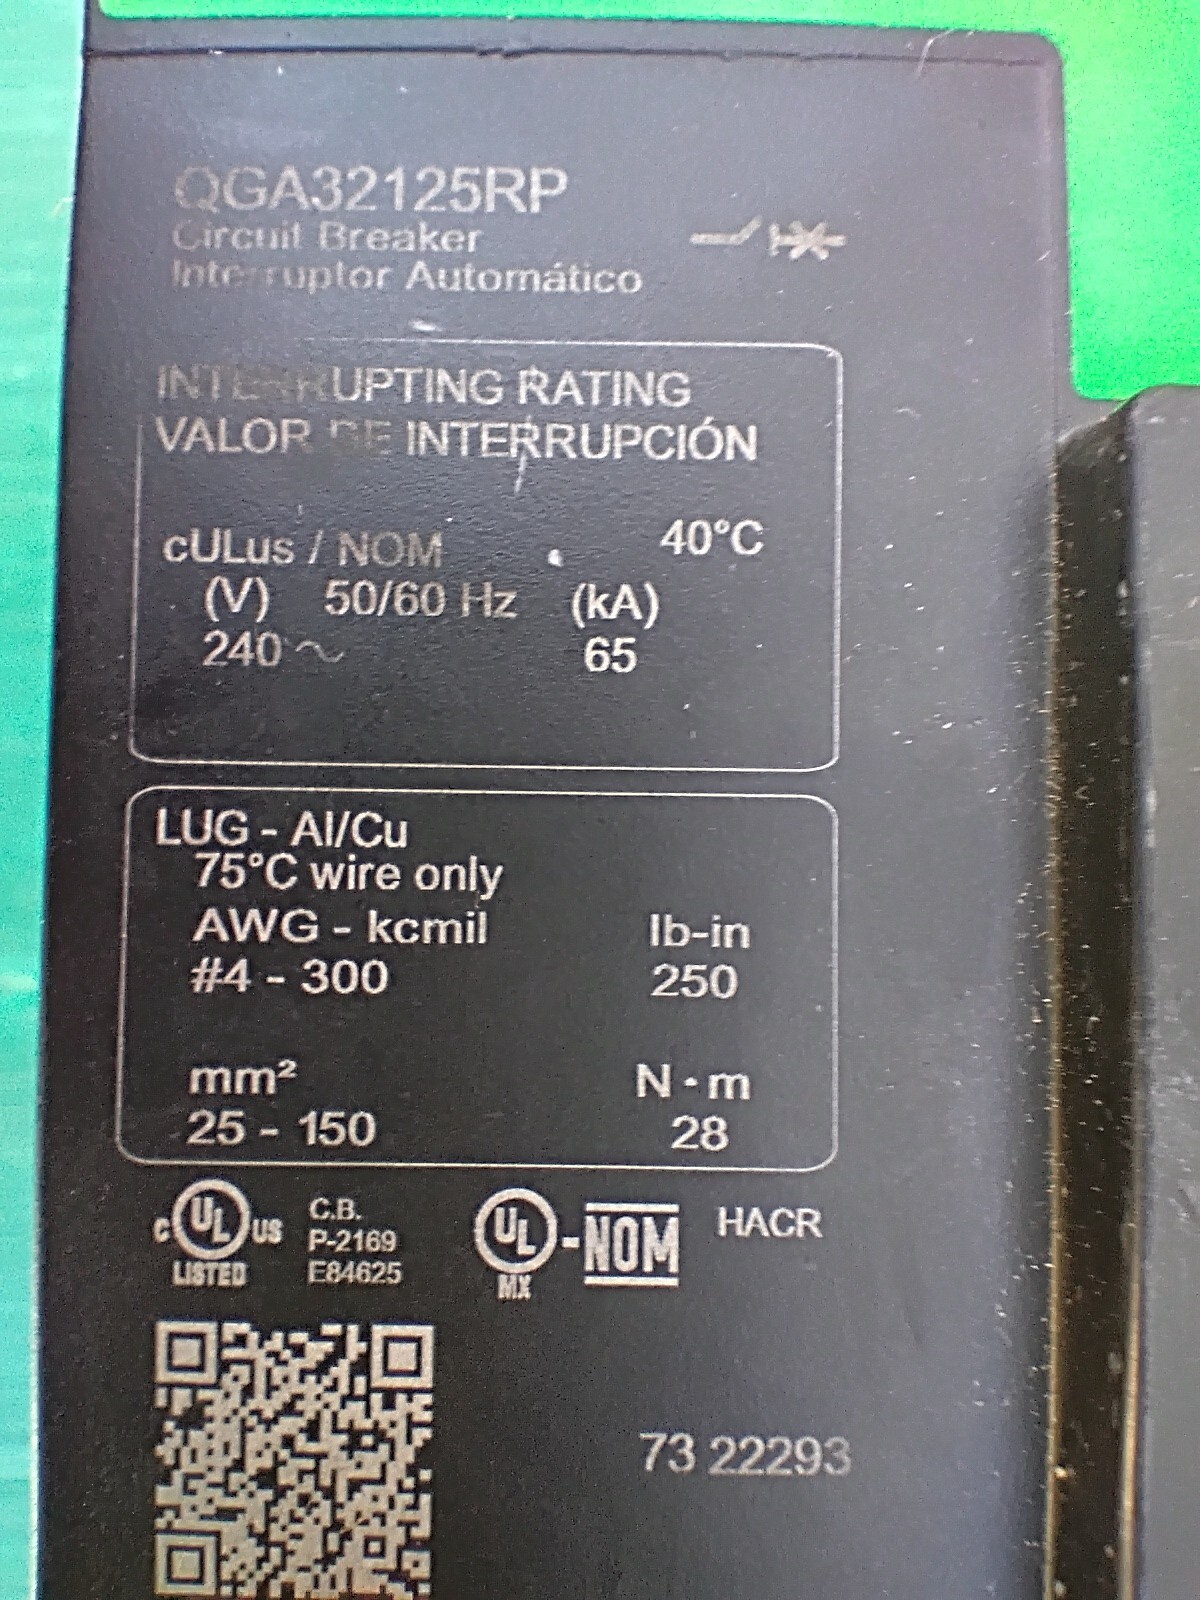 QGA32125RP
Circuit Breaker
Interruptor Automático
INTERRUPTING RATING
VALOR DE INTERRUPCIÓN
cULus / NOM 40°C
(V) 50/60 Hz (kA)
240 ~ 65
LUG - Al/Cu
75°C wire only
AWG - kcmil lb-in
#4 - 300 250
mm² N·m
25 - 150 28
c UL US LISTED
C.B.
P-2169
E84625
UL MX - NOM
HACR
73 22293